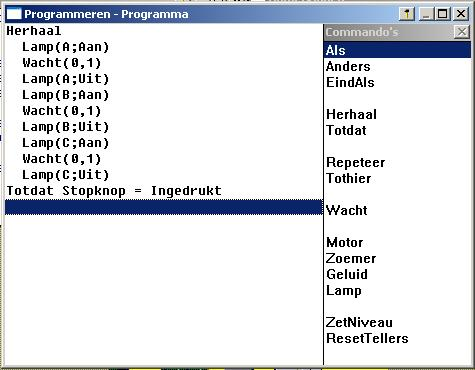 Programmeren - Programma
Herhaal
Lamp(A;Aan)
Wacht(0,1)
Lamp(A;Uit)
Lamp(B;Aan)
Wacht(0,1)
Lamp(B;Uit)
Lamp(C;Aan)
Wacht(0,1)
Lamp(C;Uit)
Totdat Stopknop = Ingedrukt
Commando's
Als
Anders
EindAls
Herhaal
Totdat
Repeteer
Tothier
Wacht
Motor
Zoemer
Geluid
Lamp
ZetNiveau
ResetTellers